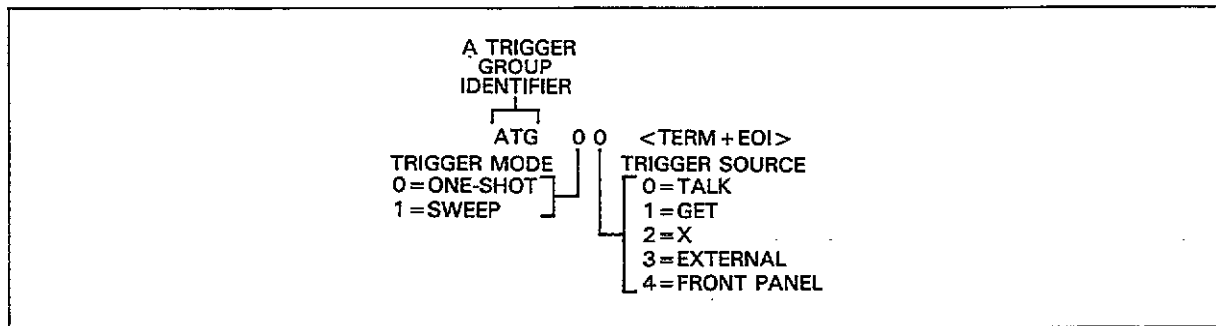 A TRIGGER
GROUP
IDENTIFIER
ATG 0 0 <TERM + EOI>
TRIGGER MODE
0=ONE-SHOT
1=SWEEP
TRIGGER SOURCE
0=TALK
1=GET
2=X
3=EXTERNAL
4=FRONT PANEL